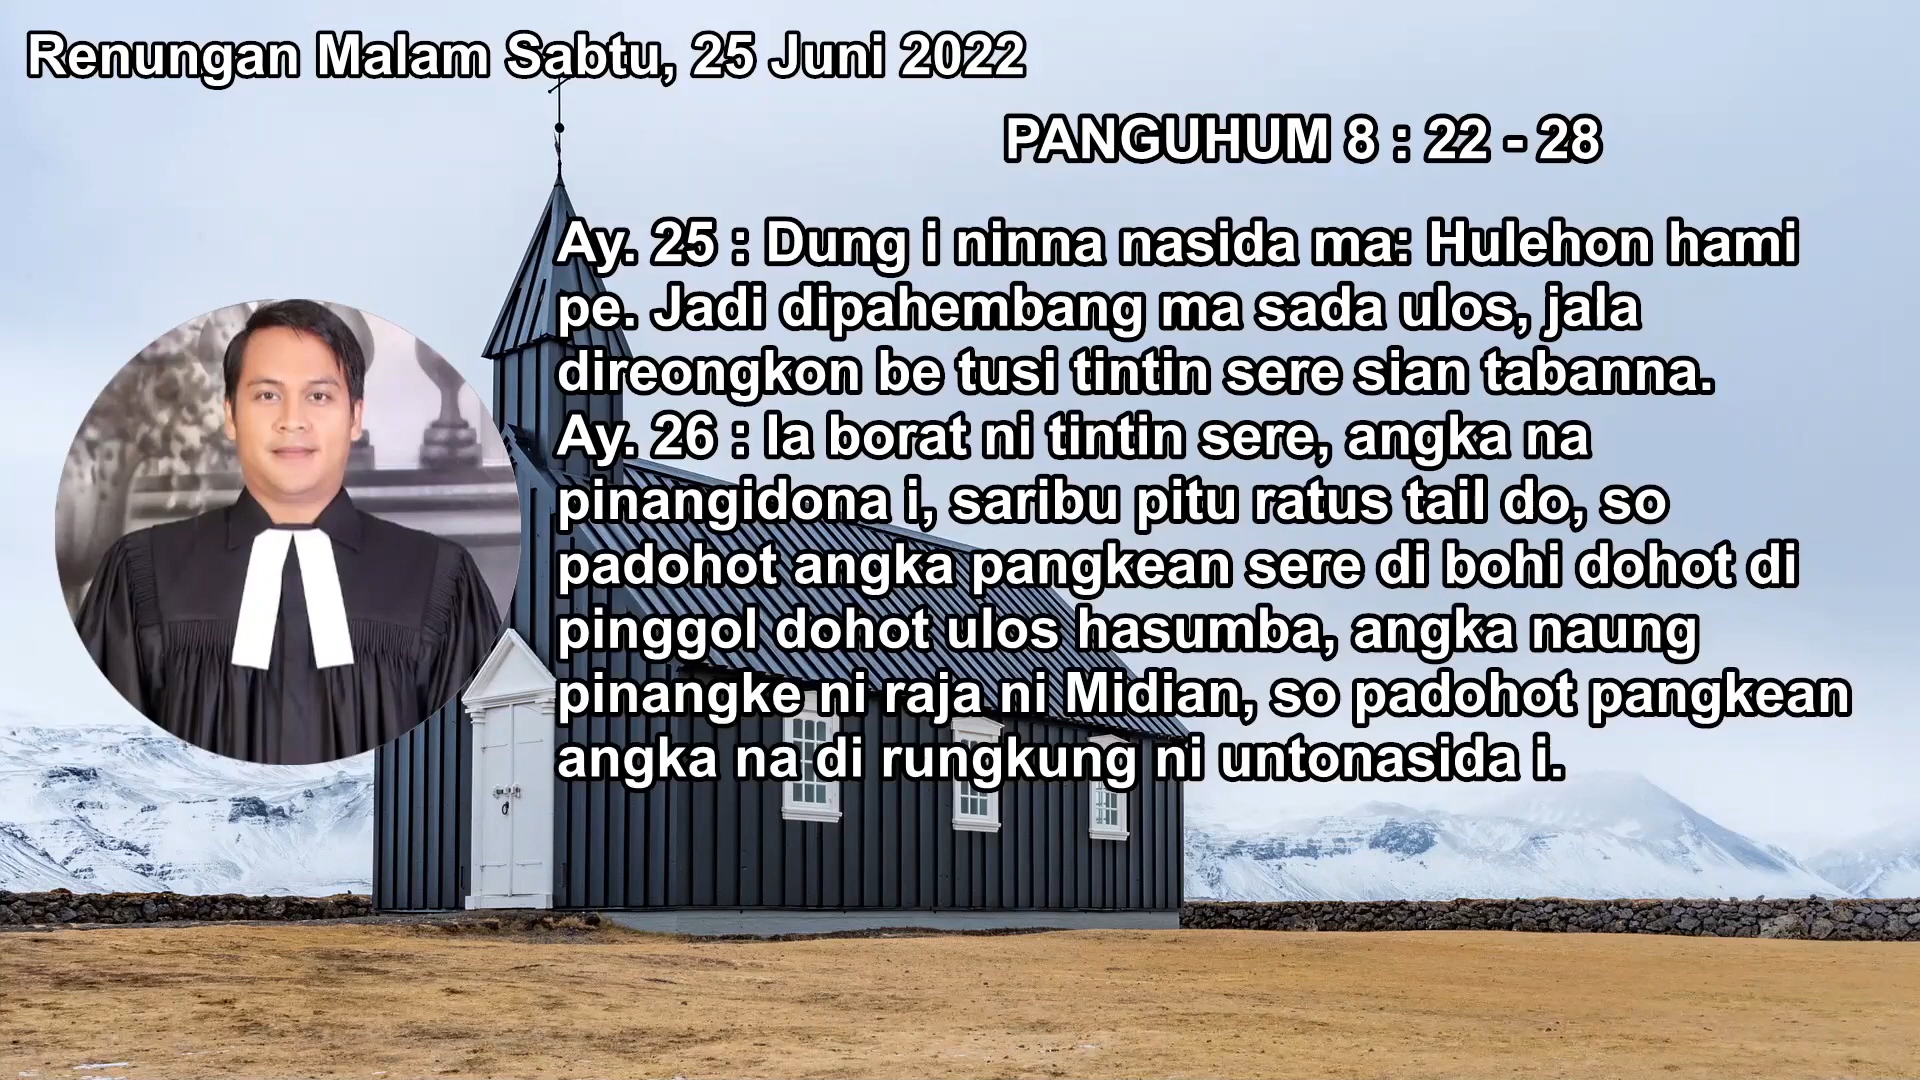 Renungan Malam Sabtu, 25 Juni 2022
PANGUHUM 8 : 22 - 28
Ay. 25 : Dung i ninna nasida ma: Hulehon hami
pe. Jadi dipahembang ma sada ulos, jala
direongkon be tusi tintin sere sian tabanna.
Ay. 26 : Ia borat ni tintin sere, angka na
pinangidona i, saribu pitu ratus tail do, so
padohot angka pangkean sere di bohi dohot di
pinggol dohot ulos hasumba, angka naung
pinangke ni raja ni Midian, so padohot pangkean
angka na di rungkung ni untonasida i.